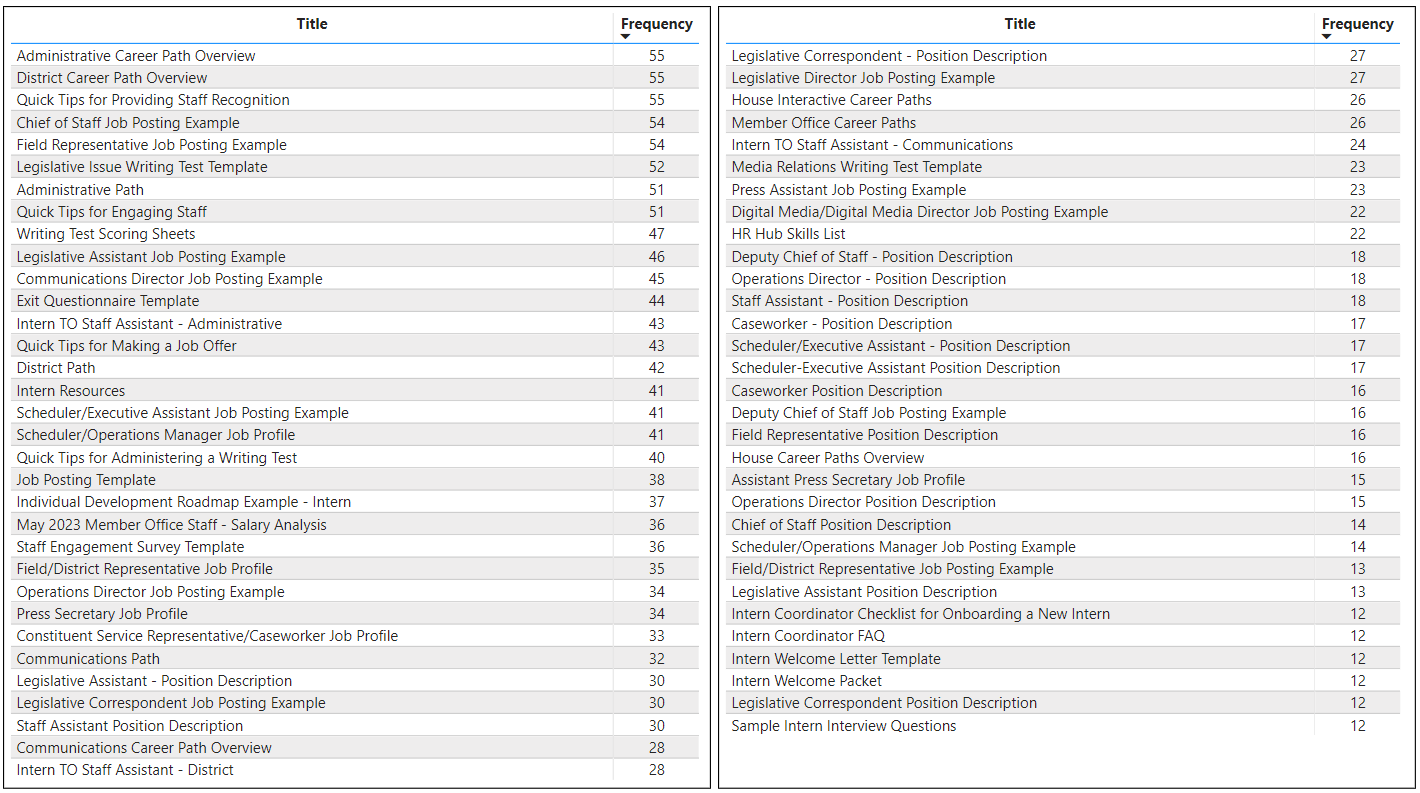 Title Frequency
Administrative Career Path Overview 55
District Career Path Overview 55
Quick Tips for Providing Staff Recognition 55
Chief of Staff Job Posting Example 54
Field Representative Job Posting Example 54
Legislative Issue Writing Test Template 52
Administrative Path 51
Quick Tips for Engaging Staff 51
Writing Test Scoring Sheets 47
Legislative Assistant Job Posting Example 46
Communications Director Job Posting Example 45
Exit Questionnaire Template 44
Intern TO Staff Assistant - Administrative 43
Quick Tips for Making a Job Offer 43
District Path 42
Intern Resources 41
Scheduler/Executive Assistant Job Posting Example 41
Scheduler/Operations Manager Job Profile 41
Quick Tips for Administering a Writing Test 40
Job Posting Template 38
Individual Development Roadmap Example - Intern 37
May 2023 Member Office Staff - Salary Analysis 36
Staff Engagement Survey Template 36
Field/District Representative Job Profile 35
Operations Director Job Posting Example 34
Press Secretary Job Profile 34
Constituent Service Representative/Caseworker Job Profile 33
Communications Path 32
Legislative Assistant - Position Description 30
Legislative Correspondent Job Posting Example 30
Staff Assistant Position Description 30
Communications Career Path Overview 28
Intern TO Staff Assistant - District 28
Title Frequency
Legislative Correspondent - Position Description 27
Legislative Director Job Posting Example 27
House Interactive Career Paths 26
Member Office Career Paths 26
Intern TO Staff Assistant - Communications 24
Media Relations Writing Test Template 23
Press Assistant Job Posting Example 23
Digital Media/Digital Media Director Job Posting Example 22
HR Hub Skills List 22
Deputy Chief of Staff - Position Description 18
Operations Director - Position Description 18
Staff Assistant - Position Description 18
Caseworker - Position Description 17
Scheduler/Executive Assistant - Position Description 17
Scheduler-Executive Assistant Position Description 17
Caseworker Position Description 16
Deputy Chief of Staff Job Posting Example 16
Field Representative Position Description 16
House Career Paths Overview 16
Assistant Press Secretary Job Profile 15
Operations Director Position Description 15
Chief of Staff Position Description 14
Scheduler/Operations Manager Job Posting Example 14
Field/District Representative Job Posting Example 13
Legislative Assistant Position Description 13
Intern Coordinator Checklist for Onboarding a New Intern 12
Intern Coordinator FAQ 12
Intern Welcome Letter Template 12
Intern Welcome Packet 12
Legislative Correspondent Position Description 12
Sample Intern Interview Questions 12